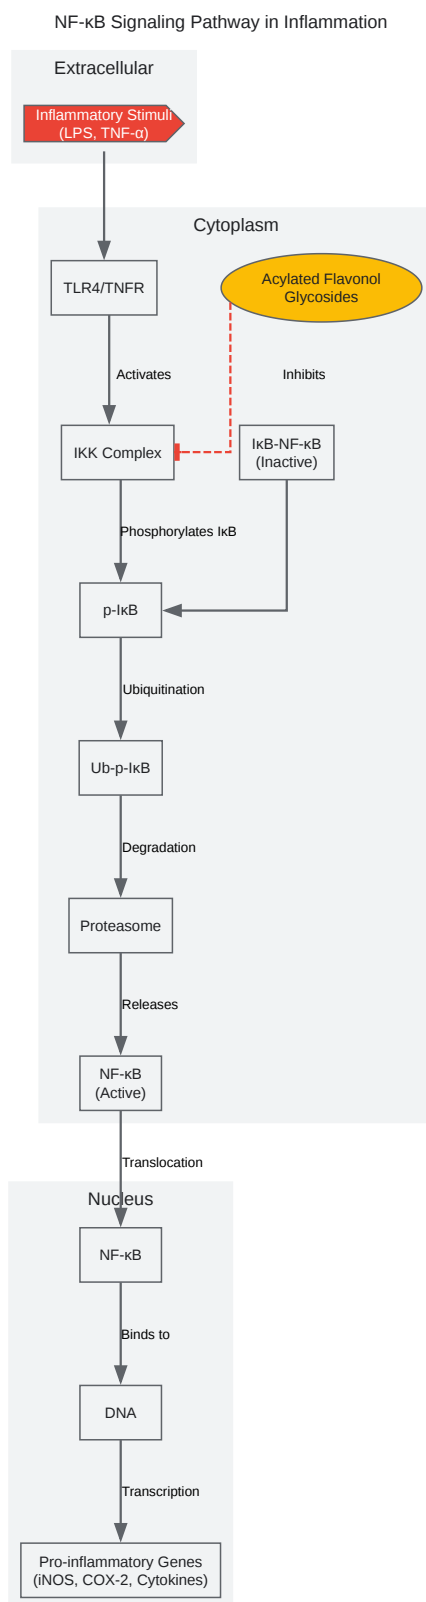 NF-κB Signaling Pathway in Inflammation
Extracellular
Inflammatory Stimuli
(LPS, TNF-α)
Cytoplasm
TLR4/TNFR
Acylated Flavonol
Glycosides
Activates
Inhibits
IKK Complex
IκB-NF-κB
(Inactive)
Phosphorylates IκB
p-IκB
Ubiquitination
Ub-p-IκB
Degradation
Proteasome
Releases
NF-κB
(Active)
Translocation
Nucleus
NF-κB
Binds to
DNA
Transcription
Pro-inflammatory Genes
(iNOS, COX-2, Cytokines)